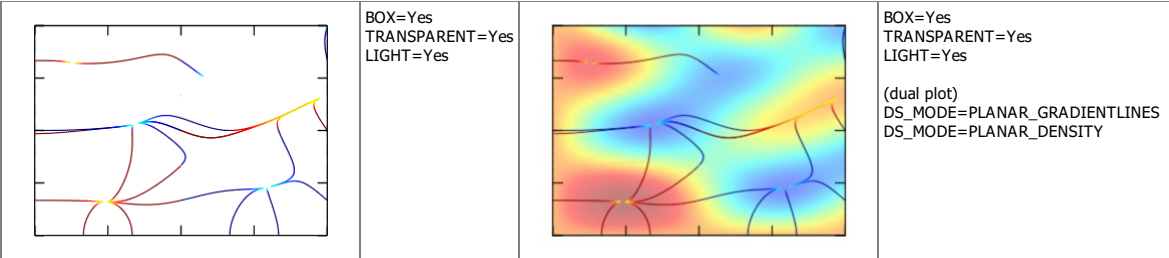 BOX=Yes
TRANSPARENT=Yes
LIGHT=Yes
BOX=Yes
TRANSPARENT=Yes
LIGHT=Yes
(dual plot)
DS_MODE=PLANAR_GRADIENTLINES
DS_MODE=PLANAR_DENSITY